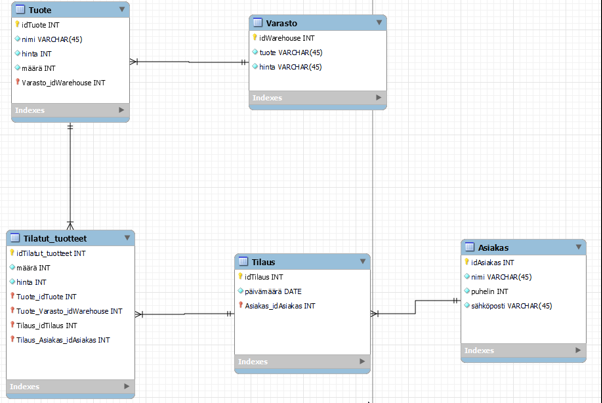 Tuote
idTuote INT
nimi VARCHAR(45)
hinta INT
määrä INT
Varasto_idWarehouse INT
Indexes
Varasto
idWarehouse INT
tuote VARCHAR(45)
hinta VARCHAR(45)
Indexes
Tilatut_tuotteet
idTilatut_tuotteet INT
määrä INT
hinta INT
Tuote_idTuote INT
Tuote_Varasto_idWarehouse INT
Tilaus_idTilaus INT
Tilaus_Asiakas_idAsiakas INT
Indexes
Tilaus
idTilaus INT
päivämäärä DATE
Asiakas_idAsiakas INT
Indexes
Asiakas
idAsiakas INT
nimi VARCHAR(45)
puhelin INT
sähköposti VARCHAR(45)
Indexes